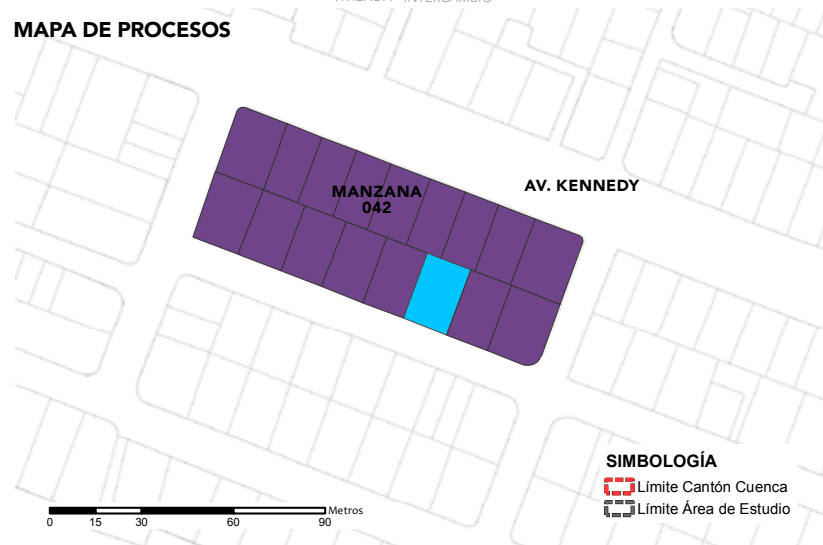 MAPA DE PROCESOS
AV. KENNEDY
MANZANA
042
SIMBOLOGÍA
Límite Cantón Cuenca
Límite Área de Estudio
Metros
0 15 30 60 90